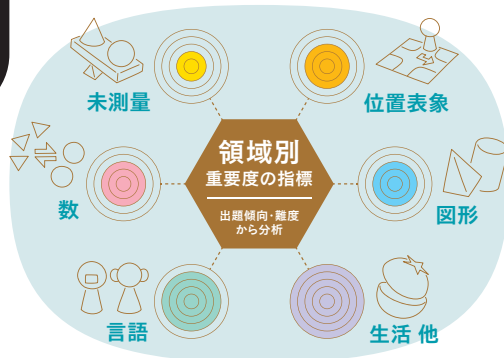 未測量
位置表象
領域別
重要度の指標
出題傾向・難度
から分析
数
図形
言語
生活 他